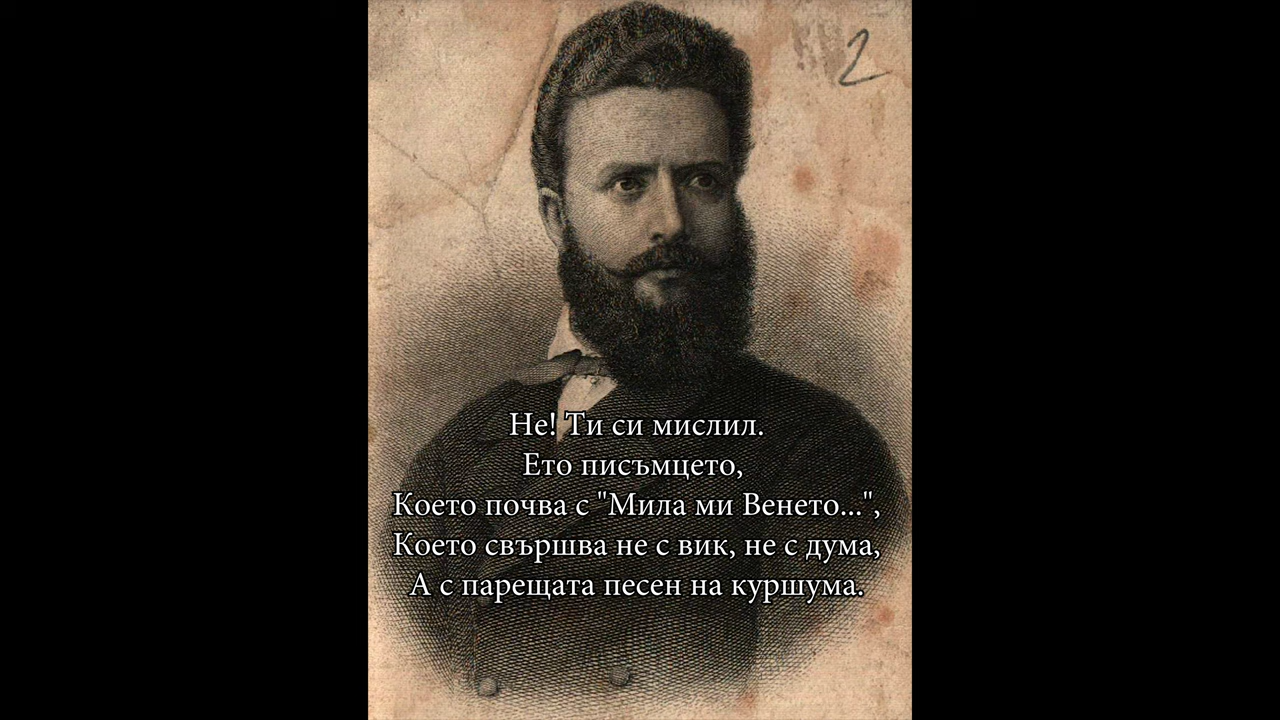 2
Не! Ти си мислил.
Ето писъмцето,
Което почва с "Мила ми Венето...",
Което свършва не с вик, не с дума,
А с парещата песен на куршума.